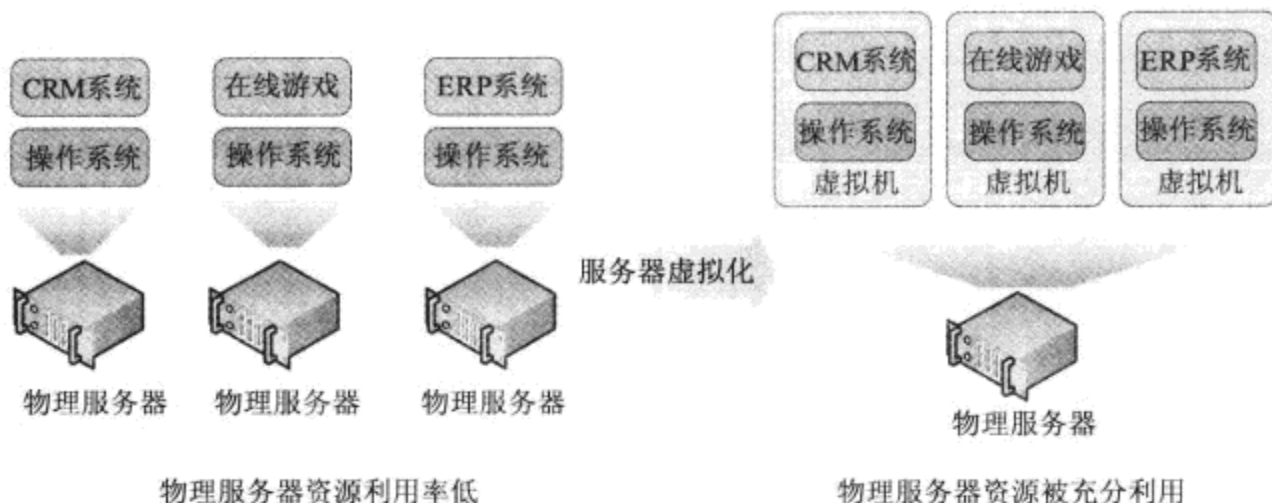 CRM系统
在线游戏
ERP系统
操作系统
操作系统
操作系统
物理服务器
物理服务器
物理服务器
物理服务器资源利用率低
服务器虚拟化
CRM系统
在线游戏
ERP系统
操作系统
操作系统
操作系统
虚拟机
虚拟机
虚拟机
物理服务器
物理服务器资源被充分利用